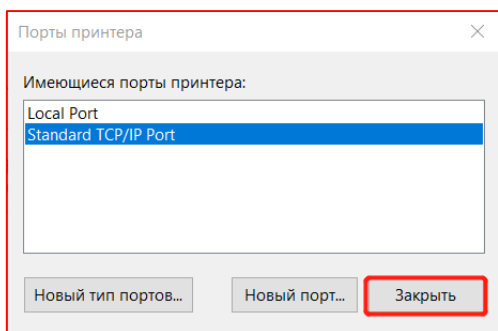 Порты принтера
Имеющиеся порты принтера:
Local Port
Standard TCP/IP Port
Новый тип портов... Новый порт... Закрыть